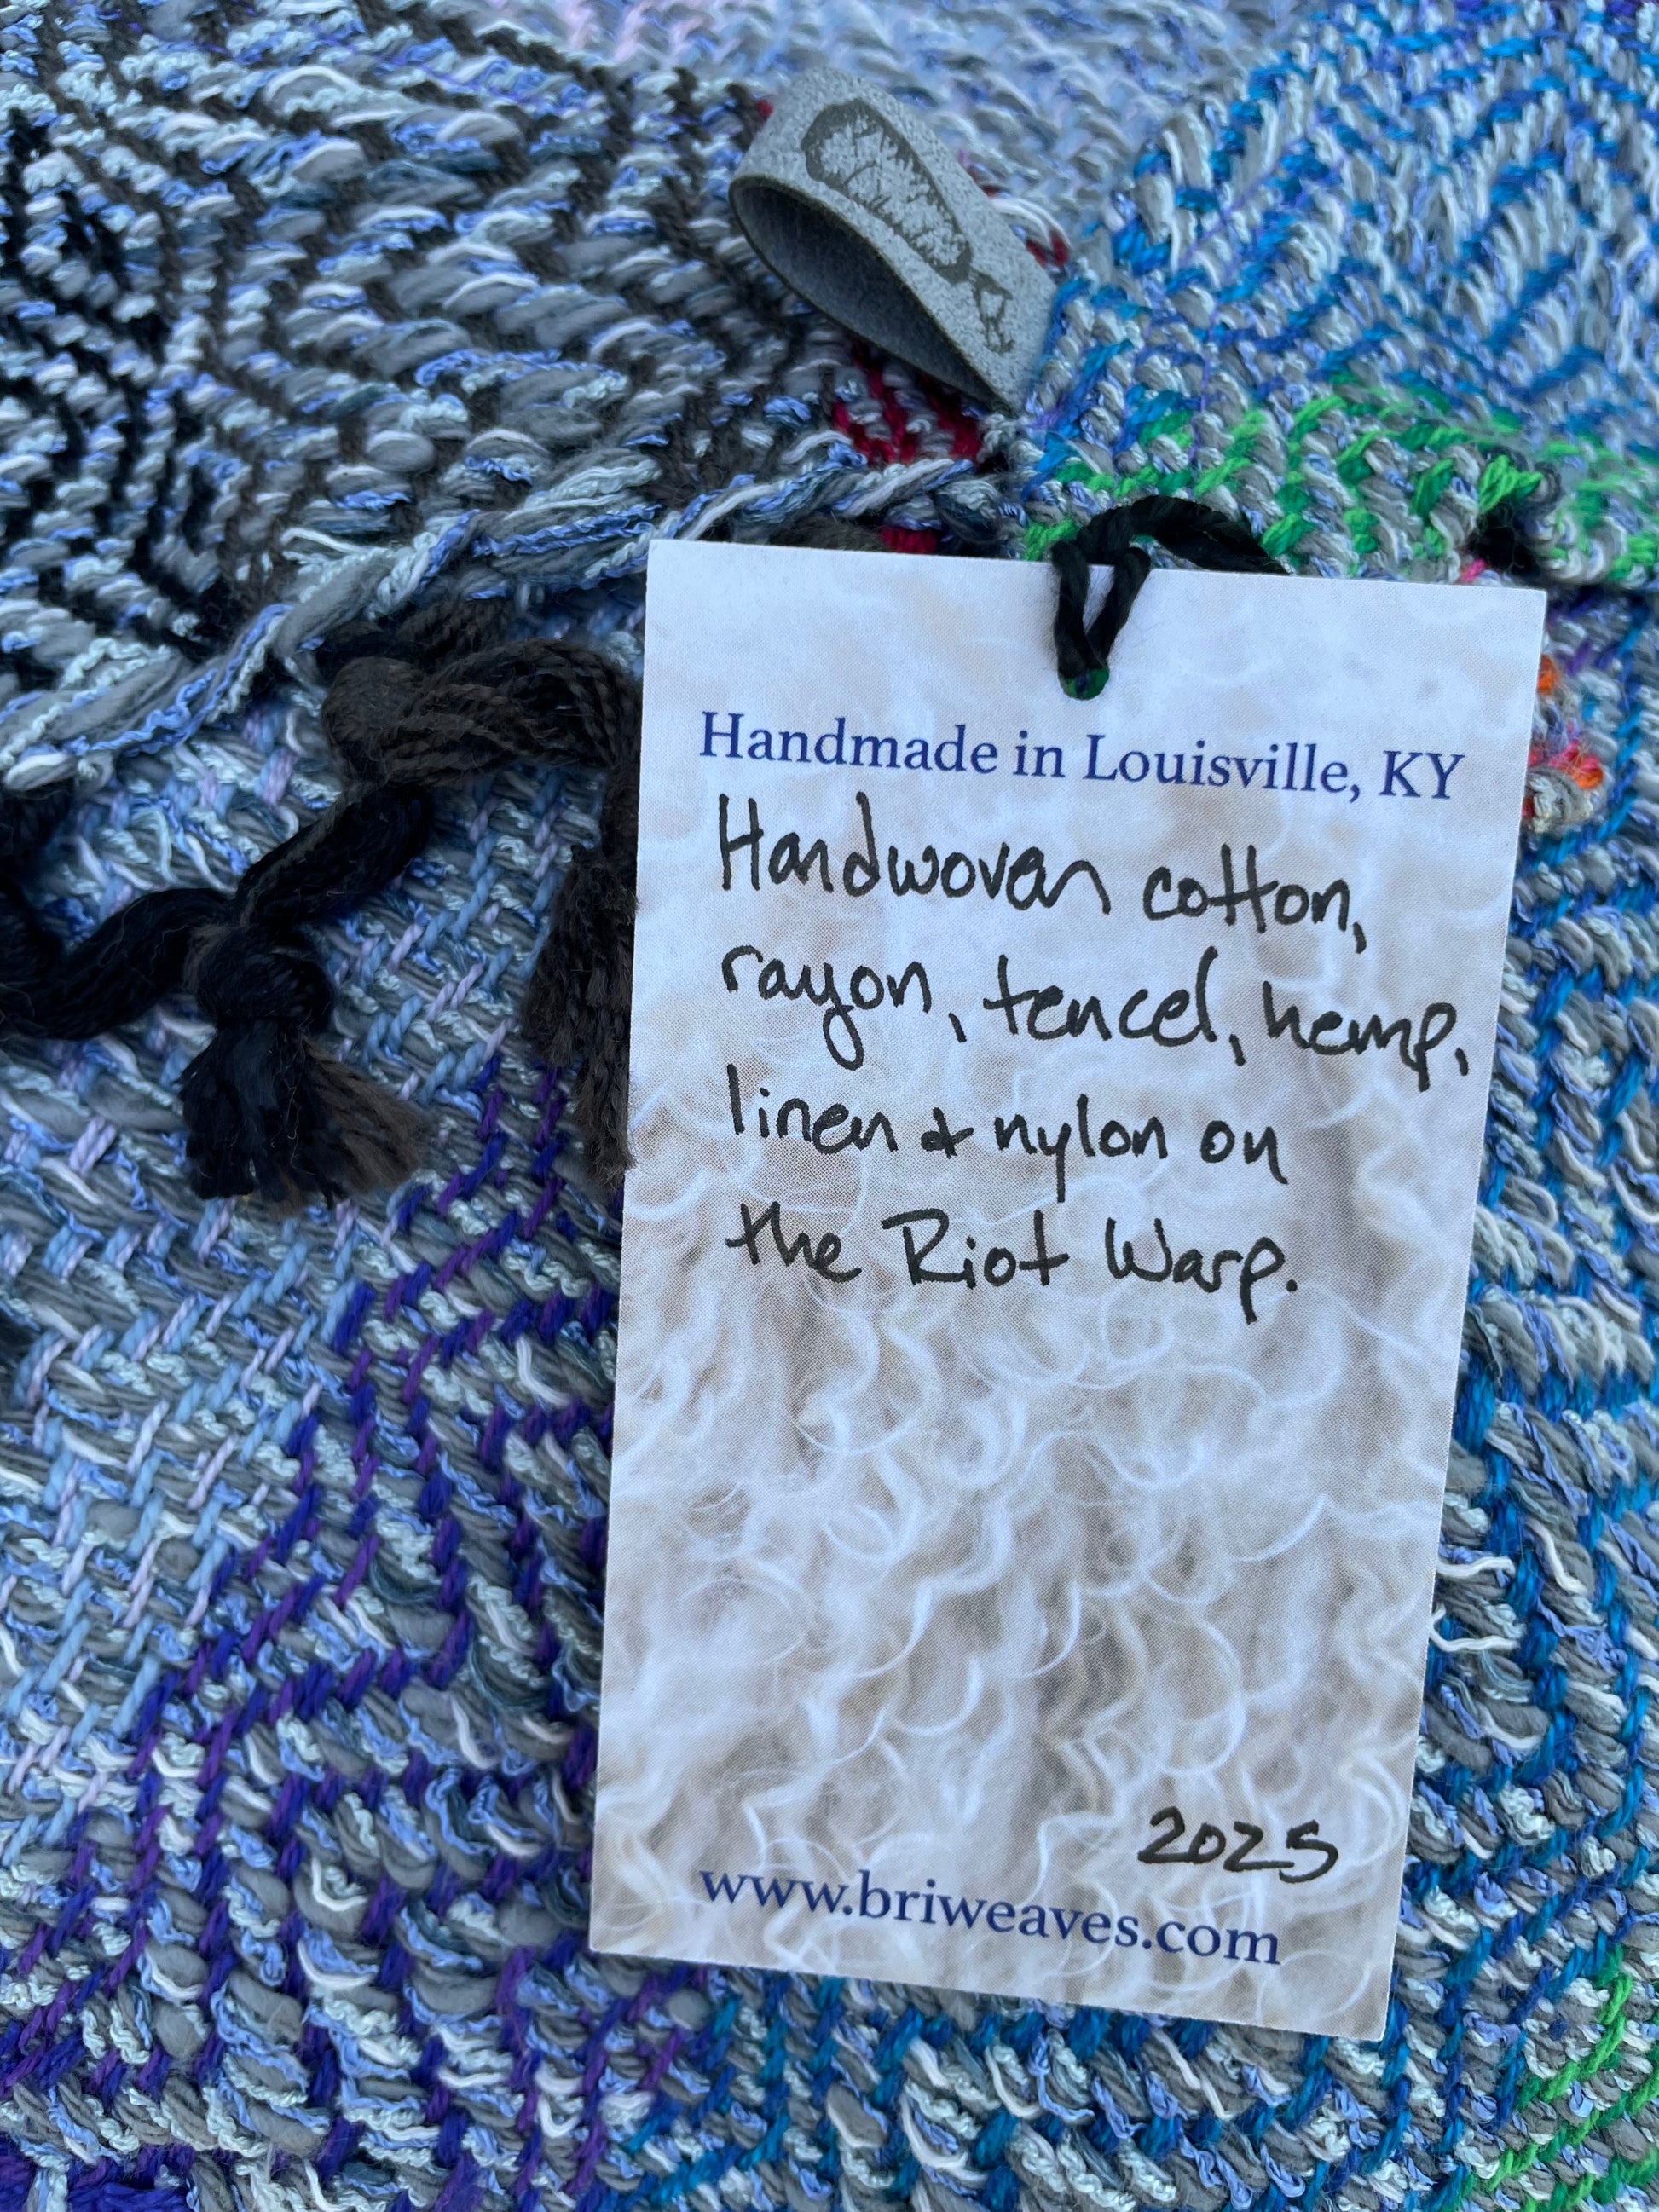 Handmade in Louisville, KY
Handwoven cotton,
rayon, tencel, hemp,
linen & nylon on
the Riot Warp.
2025
www.briweaves.com